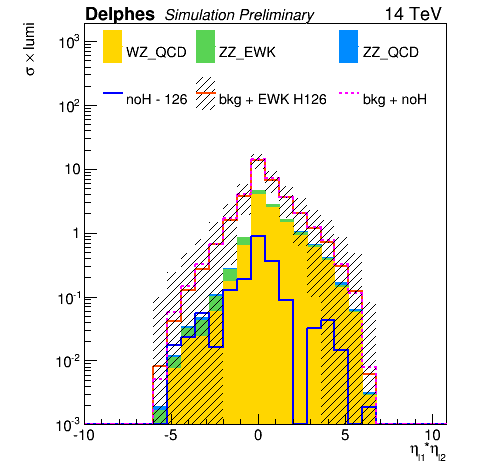 Delphes Simulation Preliminary 14 TeV
σ × lumi
WZ_QCD ZZ_EWK ZZ_QCD
noH - 126 bkg + EWK H126 bkg + noH
10³
10²
10
1
10⁻¹
10⁻²
10⁻³
-10 -5 0 5 10
η_l1*η_l2